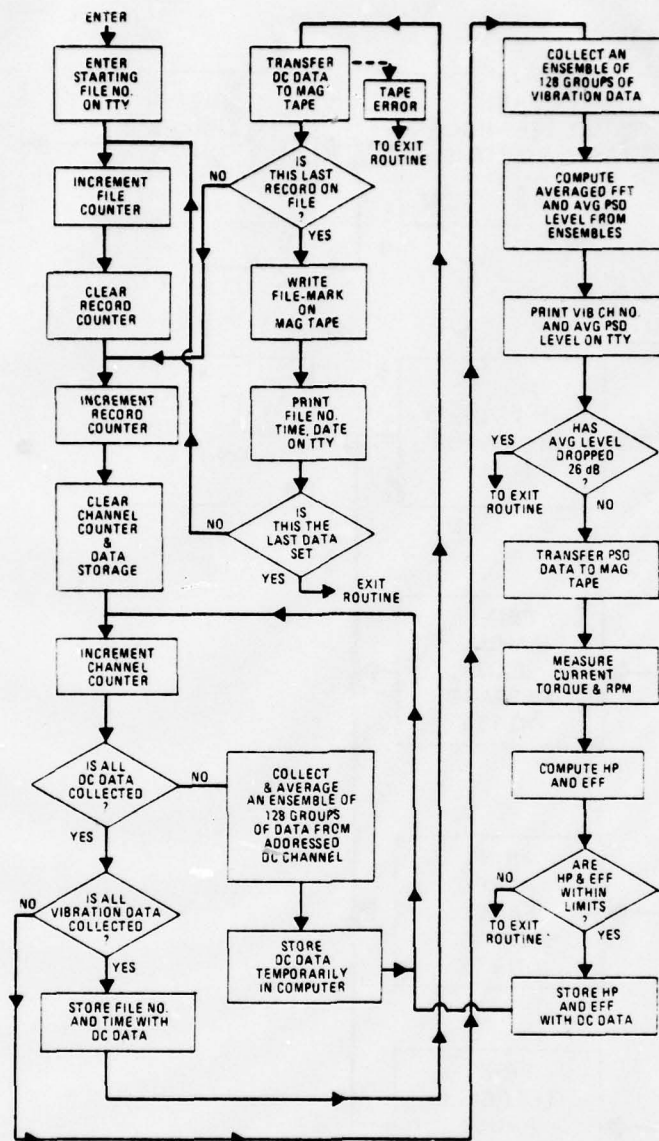 ENTER
ENTER
STARTING
FILE NO.
ON TTY
INCREMENT
FILE
COUNTER
CLEAR
RECORD
COUNTER
INCREMENT
RECORD
COUNTER
CLEAR
CHANNEL
COUNTER
&
DATA
STORAGE
INCREMENT
CHANNEL
COUNTER
IS ALL
DC DATA
COLLECTED
?
NO
YES
IS ALL
VIBRATION DATA
COLLECTED
?
NO
YES
STORE FILE NO.
AND TIME WITH
DC DATA
COLLECT
& AVERAGE
AN ENSEMBLE OF
128 GROUPS
OF DATA FROM
ADDRESSED
DC CHANNEL
STORE
DC DATA
TEMPORARILY
IN COMPUTER
TRANSFER
DC DATA
TO MAG
TAPE
TAPE
ERROR
TO EXIT
ROUTINE
IS
THIS LAST
RECORD ON
FILE
?
NO
YES
WRITE
FILE-MARK
ON
MAG TAPE
PRINT
FILE NO.
TIME, DATE
ON TTY
IS
THIS THE
LAST DATA
SET
NO
YES
EXIT
ROUTINE
COLLECT AN
ENSEMBLE OF
128 GROUPS OF
VIBRATION DATA
COMPUTE
AVERAGED FFT
AND AVG PSD
LEVEL FROM
ENSEMBLES
PRINT VIB CH NO.
AND AVG PSD
LEVEL ON TTY
HAS
AVG LEVEL
DROPPED
26 dB
?
YES
TO EXIT
ROUTINE
NO
TRANSFER PSD
DATA TO MAG
TAPE
MEASURE
CURRENT
TORQUE & RPM
COMPUTE HP
AND EFF
ARE
HP & EFF
WITHIN
LIMITS
?
NO
TO EXIT
ROUTINE
YES
STORE HP
AND EFF
WITH DC DATA